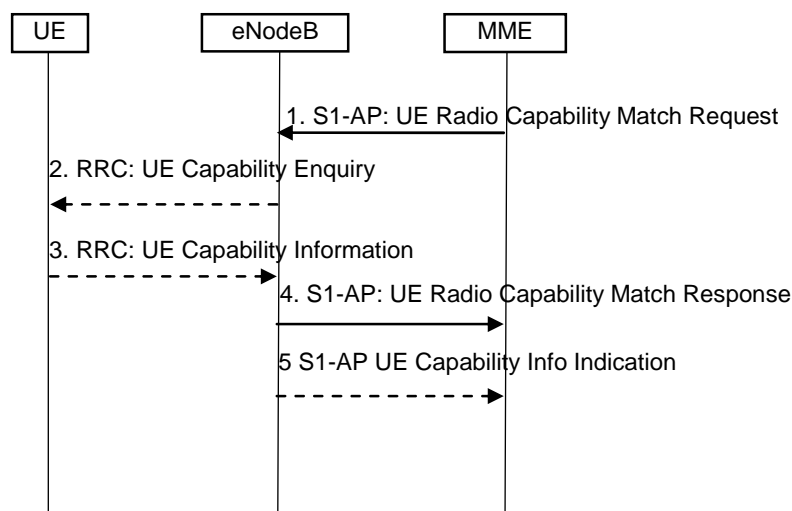 UE
eNodeB
MME
1. S1-AP: UE Radio Capability Match Request
2. RRC: UE Capability Enquiry
3. RRC: UE Capability Information
4. S1-AP: UE Radio Capability Match Response
5 S1-AP UE Capability Info Indication